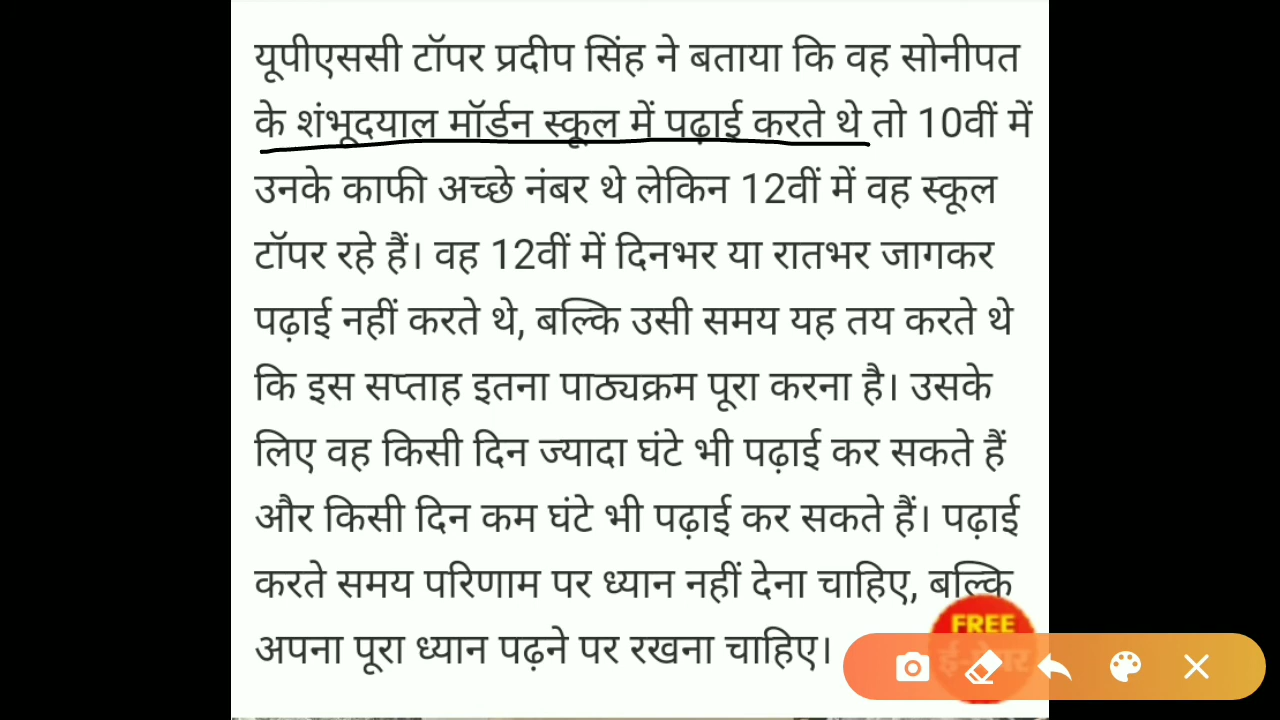 यूपीएससी टॉपर प्रदीप सिंह ने बताया कि वह सोनीपत
के शंभूदयाल मॉर्डन स्कूल में पढ़ाई करते थे तो 10वीं में
उनके काफी अच्छे नंबर थे लेकिन 12वीं में वह स्कूल
टॉपर रहे हैं। वह 12वीं में दिनभर या रातभर जागकर
पढ़ाई नहीं करते थे, बल्कि उसी समय यह तय करते थे
कि इस सप्ताह इतना पाठ्यक्रम पूरा करना है। उसके
लिए वह किसी दिन ज्यादा घंटे भी पढ़ाई कर सकते हैं
और किसी दिन कम घंटे भी पढ़ाई कर सकते हैं। पढ़ाई
करते समय परिणाम पर ध्यान नहीं देना चाहिए, बल्कि
अपना पूरा ध्यान पढ़ने पर रखना चाहिए।
FREE